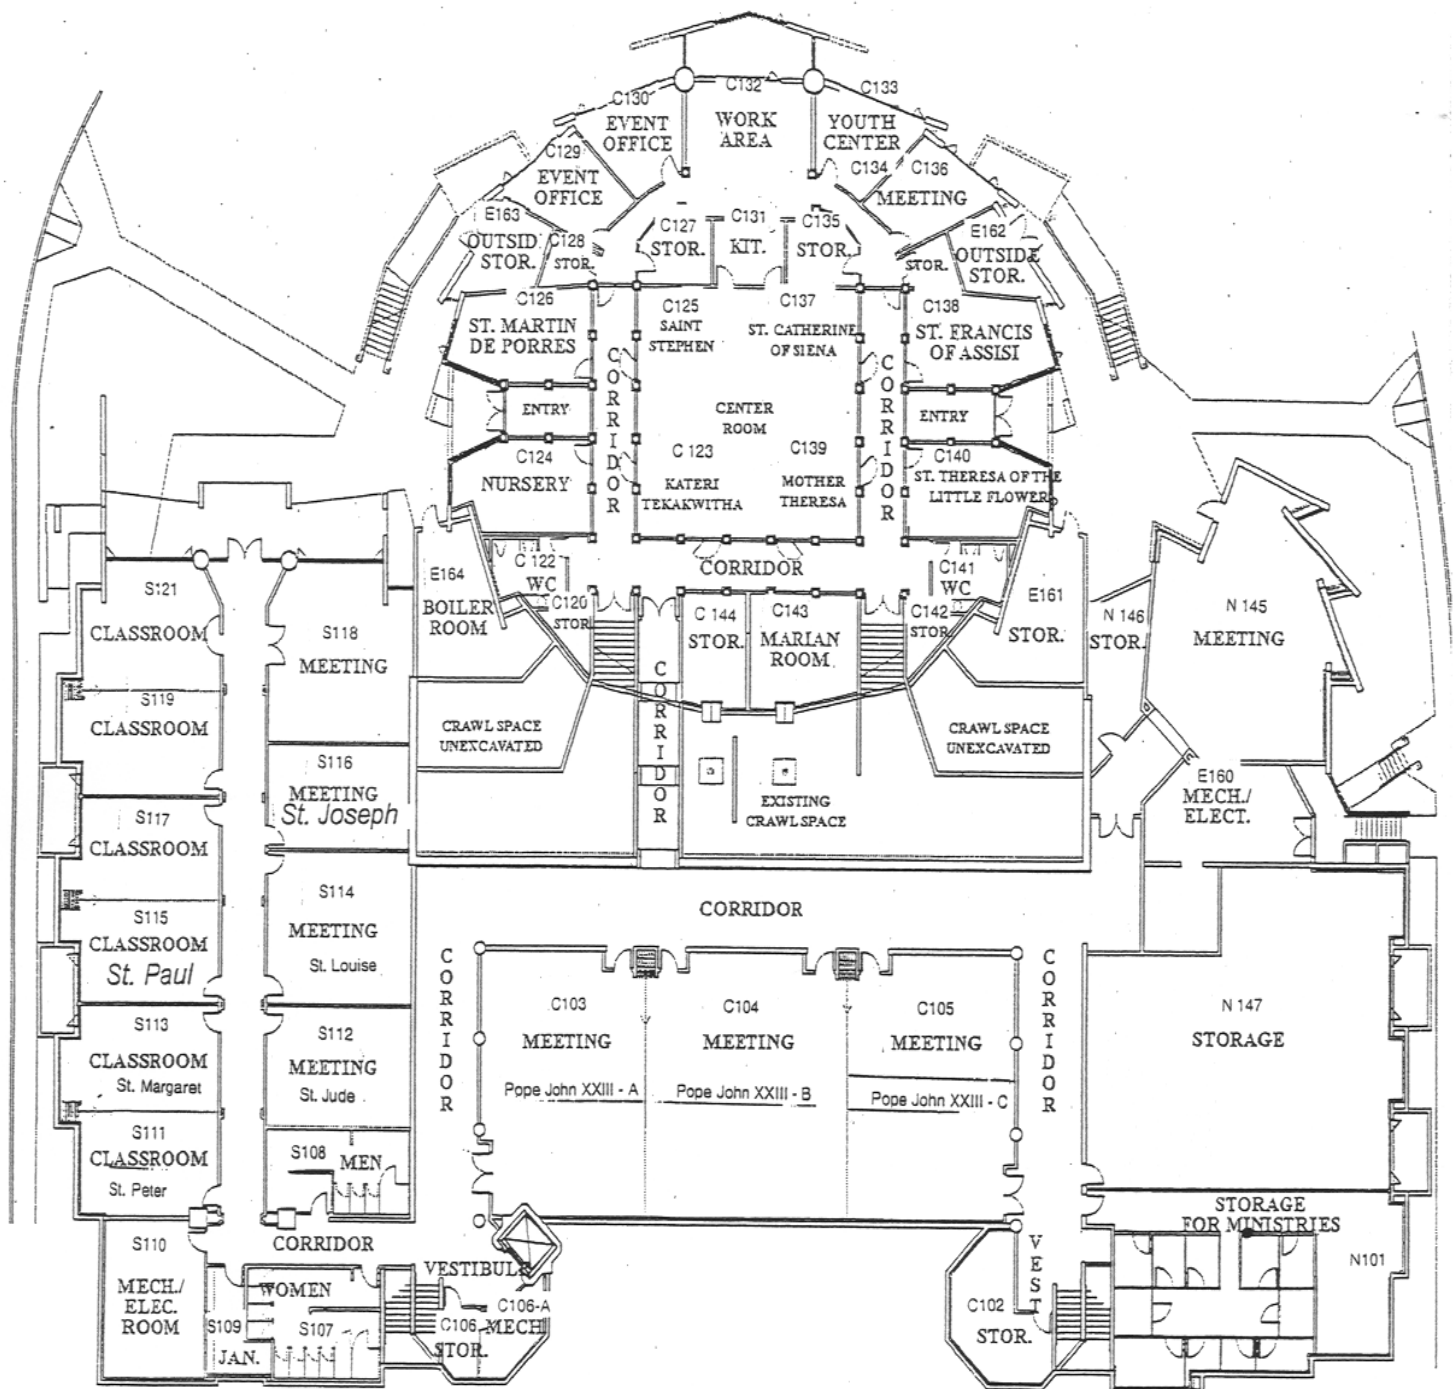 C130
EVENT
OFFICE
C132
WORK
AREA
C133
YOUTH
CENTER
C129
EVENT
OFFICE
C134
C136
MEETING
E163
OUTSID
STOR.
C128
STOR.
C127
STOR.
C131
KIT.
C135
STOR.
STOR.
E162
OUTSIDE
STOR.
C126
ST. MARTIN
DE PORRES
C125
SAINT
STEPHEN
C137
ST. CATHERINE
OF SIENA
C138
ST. FRANCIS
OF ASSISI
CORRIDOR
CORRIDOR
ENTRY
CENTER
ROOM
ENTRY
C124
NURSERY
C 123
KATERI
TEKAKWITHA
C139
MOTHER
THERESA
C140
ST. THERESA OF THE
LITTLE FLOWER
E164
BOILER
ROOM
C 122
WC
C120
STOR.
CORRIDOR
C141
WC
C142
STOR.
E161
STOR.
C 144
STOR.
C143
MARIAN
ROOM
N 146
STOR.
N 145
MEETING
S121
CLASSROOM
S118
MEETING
S119
CLASSROOM
CRAWL SPACE
UNEXCAVATED
CORRIDOR
CORRIDOR
CRAWL SPACE
UNEXCAVATED
EXISTING
CRAWL SPACE
E160
MECH./
ELECT.
S116
MEETING
St. Joseph
S117
CLASSROOM
S114
MEETING
St. Louise
S115
CLASSROOM
St. Paul
CORRIDOR
CORRIDOR
CORRIDOR
S113
CLASSROOM
St. Margaret
S112
MEETING
St. Jude
C103
MEETING
Pope John XXIII - A
C104
MEETING
Pope John XXIII - B
C105
MEETING
Pope John XXIII - C
N 147
STORAGE
S111
CLASSROOM
St. Peter
S108
MEN
STORAGE
FOR MINISTRIES
N101
S110
MECH./
ELEC.
ROOM
CORRIDOR
WOMEN
S109
JAN.
S107
VESTIBUL
C106
STOR.
C106-A
MECH
C102
STOR.
VEST